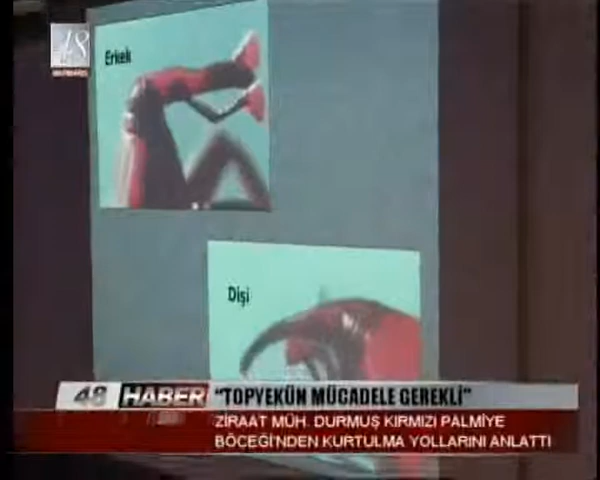 48
Erkek
Dişi
48 HABER "TOPYEKÜN MÜCADELE GEREKLİ"
ZİRAAT MÜH. DURMUŞ KIRMIZI PALMİYE
BÖCEĞİ'NDEN KURTULMA YOLLARINI ANLATTI